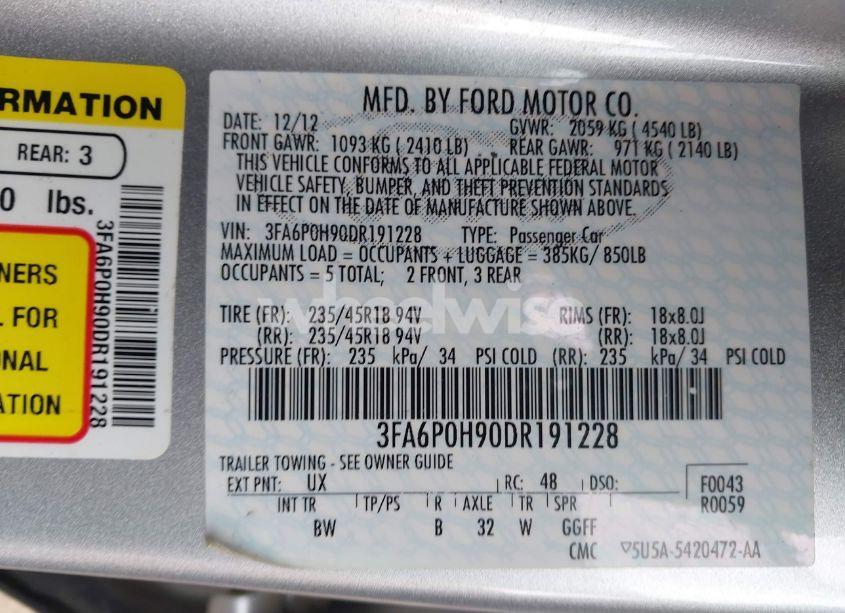 RMATION
REAR: 3
0 lbs.
NERS
L FOR
ONAL
ATION
3FA6P0H90DR191228
MFD. BY FORD MOTOR CO.
DATE: 12/12 GVWR: 2059 KG ( 4540 LB)
FRONT GAWR: 1093 KG ( 2410 LB) REAR GAWR: 971 KG ( 2140 LB)
THIS VEHICLE CONFORMS TO ALL APPLICABLE FEDERAL MOTOR
VEHICLE SAFETY, BUMPER, AND THEFT PREVENTION STANDARDS
IN EFFECT ON THE DATE OF MANUFACTURE SHOWN ABOVE.
VIN: 3FA6P0H90DR191228 TYPE: Passenger Car
MAXIMUM LOAD = OCCUPANTS + LUGGAGE = 385KG/ 850LB
OCCUPANTS = 5 TOTAL; 2 FRONT, 3 REAR
wheelwise
TIRE (FR): 235/45R18 94V RIMS (FR): 18x8.0J
(RR): 235/45R18 94V (RR): 18x8.0J
PRESSURE (FR): 235 kPa/ 34 PSI COLD (RR): 235 kPa/ 34 PSI COLD
3FA6P0H90DR191228
TRAILER TOWING - SEE OWNER GUIDE
EXT PNT: UX RC: 48 DSO: F0043
R0059
INT TR TP/PS R AXLE TR SPR
BW B 32 W GGFF
CMC ▽5U5A-5420472-AA